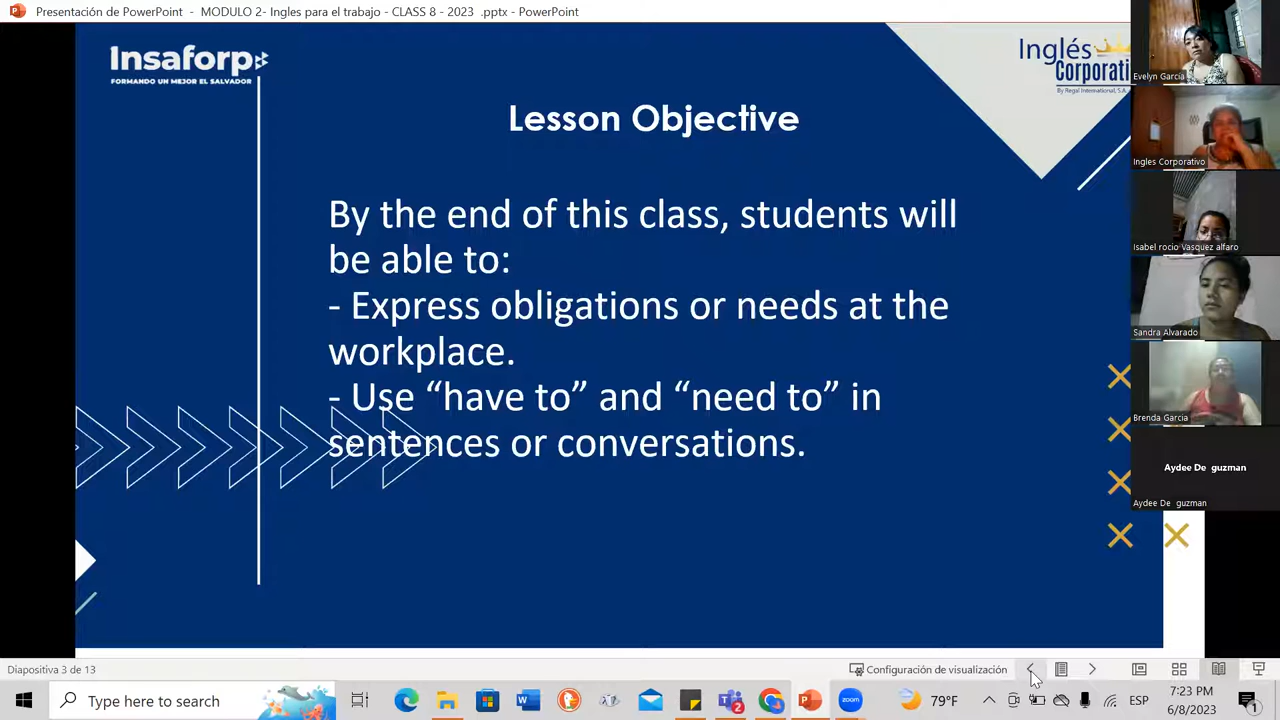 Presentación de PowerPoint - MODULO 2- Ingles para el trabajo - CLASS 8 - 2023 .pptx - PowerPoint
Insaforp
FORMANDO UN MEJOR EL SALVADOR
Inglés
Corporati
By Regal International, S.A.
Lesson Objective
By the end of this class, students will
be able to:
- Express obligations or needs at the
workplace.
- Use “have to” and “need to” in
sentences or conversations.
Evelyn Garcia
Ingles Corporativo
Isabel rocio Vasquez alfaro
Sandra Alvarado
Brenda Garcia
Aydee De guzman
Aydee De guzman
Diapositiva 3 de 13
Configuración de visualización
Type here to search
79°F
ESP
7:23 PM
6/8/2023